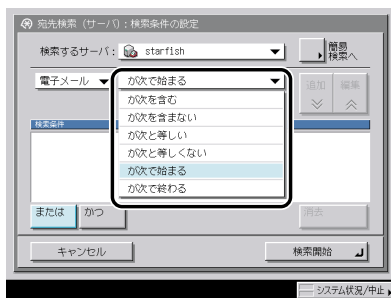 宛先検索（サーバ）：検索条件の設定
検索するサーバ： starfish
簡易
検索へ
電子メール
が次で始まる
追加
編集
が次を含む
が次を含まない
検索条件
が次と等しい
が次と等しくない
が次で始まる
が次で終わる
または
かつ
消去
キャンセル
検索開始
システム状況/中止